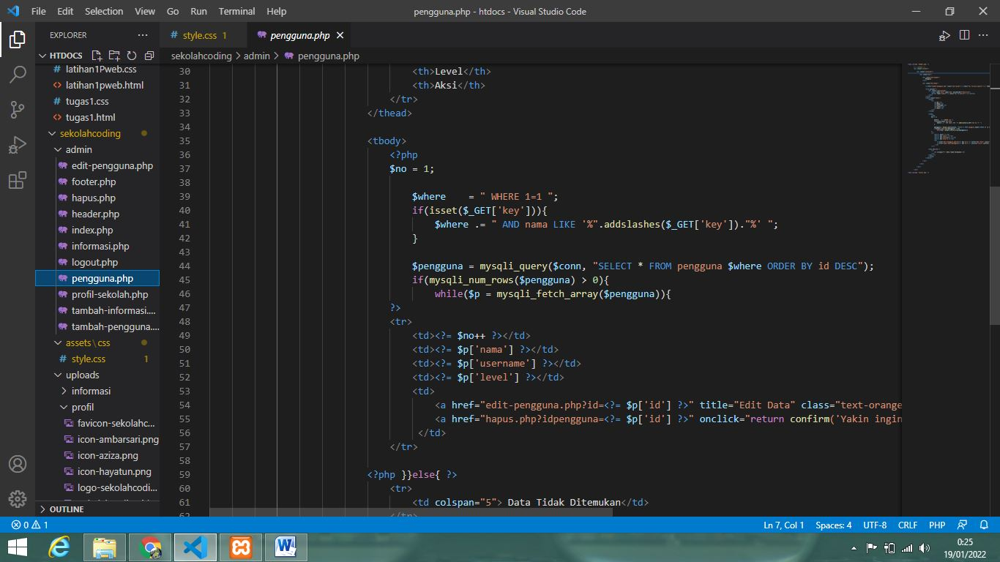 File Edit Selection View Go Run Terminal Help pengguna.php - htdocs - Visual Studio Code
EXPLORER
HTDOCS
latihan1Pweb.css
latihan1pweb.html
tugas1.css
tugas1.html
sekolahcoding
admin
edit-pengguna.php
footer.php
hapus.php
header.php
index.php
informasi.php
logout.php
pengguna.php
profil-sekolah.php
tambah-informasi....
tambah-pengguna....
assets\css
style.css 1
uploads
informasi
profil
favicon-sekolahc...
icon-ambarsari.png
icon-aziza.png
icon-hayatun.png
logo-sekolahcodi...
OUTLINE
style.css 1 pengguna.php
sekolahcoding > admin > pengguna.php
30 <th>Level</th>
31 <th>Aksi</th>
32 </tr>
33 </thead>
34
35 <tbody>
36 <?php
37 $no = 1;
38
39 $where    = " WHERE 1=1 ";
40 if(isset($_GET['key'])){
41 $where .= " AND nama LIKE '%".addslashes($_GET['key'])."%' ";
42 }
43
44 $pengguna = mysqli_query($conn, "SELECT * FROM pengguna $where ORDER BY id DESC");
45 if(mysqli_num_rows($pengguna) > 0){
46 while($p = mysqli_fetch_array($pengguna)){
47 ?>
48 <tr>
49 <td><?= $no++ ?></td>
50 <td><?= $p['nama'] ?></td>
51 <td><?= $p['username'] ?></td>
52 <td><?= $p['level'] ?></td>
53 <td>
54 <a href="edit-pengguna.php?id=<?= $p['id'] ?>" title="Edit Data" class="text-orange
55 <a href="hapus.php?idpengguna=<?= $p['id'] ?>" onclick="return confirm('Yakin ingin
56 </td>
57 </tr>
58
59 <?php }}else{ ?>
60 <tr>
61 <td colspan="5"> Data Tidak Ditemukan</td>
62 </tr>
0 1 Ln 7, Col 1 Spaces: 4 UTF-8 CRLF PHP
0:25
19/01/2022